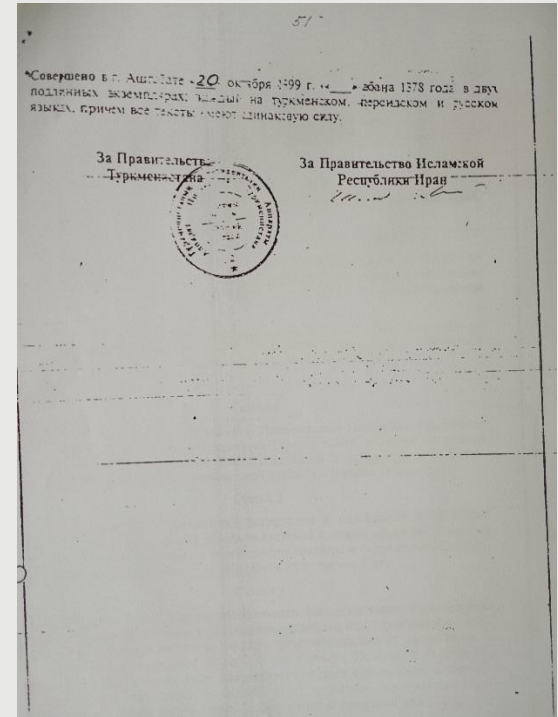 51
Совершено в г. Ашгабате «20» октября 1999 г. «___» абана 1378 года в двух
подлинных экземплярах, каждый на туркменском, персидском и русском
языках, причем все тексты имеют одинаковую силу.
За Правительство
Туркменистана
За Правительство Исламской
Республики Иран